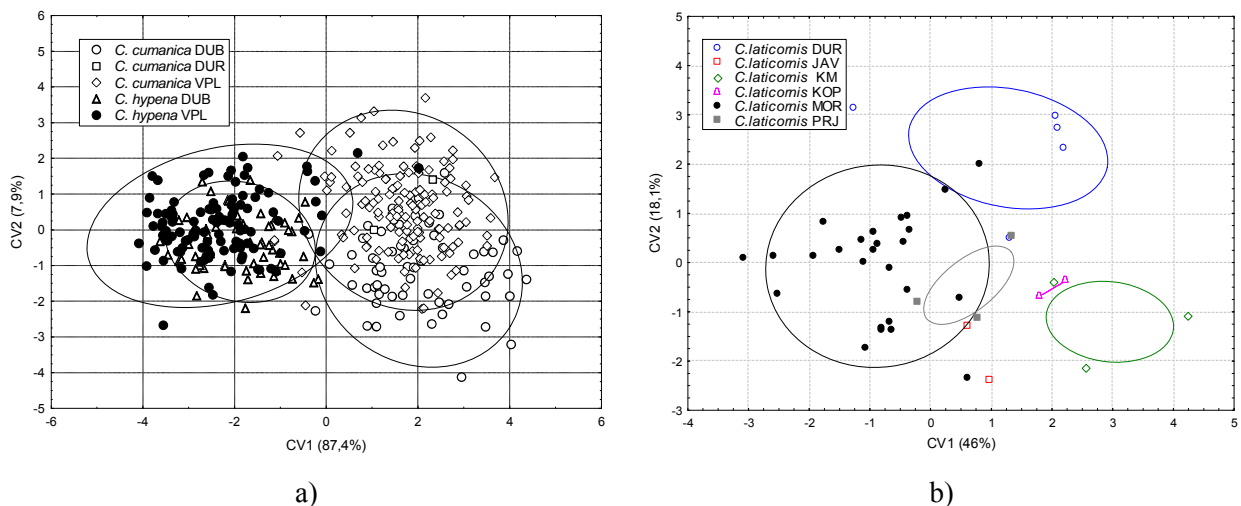 C. cumanica DUB
C. cumanica DUR
C. cumanica VPL
C. hypena DUB
C. hypena VPL
6
5
4
3
2
1
0
-1
-2
-3
-4
-5
CV2 (7,9%)
-6
-4
-2
0
2
4
6
CV1 (87,4%)
a)
C.laticomis DUR
C.laticomis JAV
C.laticomis KM
C.laticomis KOP
C.laticomis MOR
C.laticomis PRJ
5
4
3
2
1
0
-1
-2
-3
CV2 (18,1%)
-4
-3
-2
-1
0
1
2
3
4
5
CV1 (46%)
b)